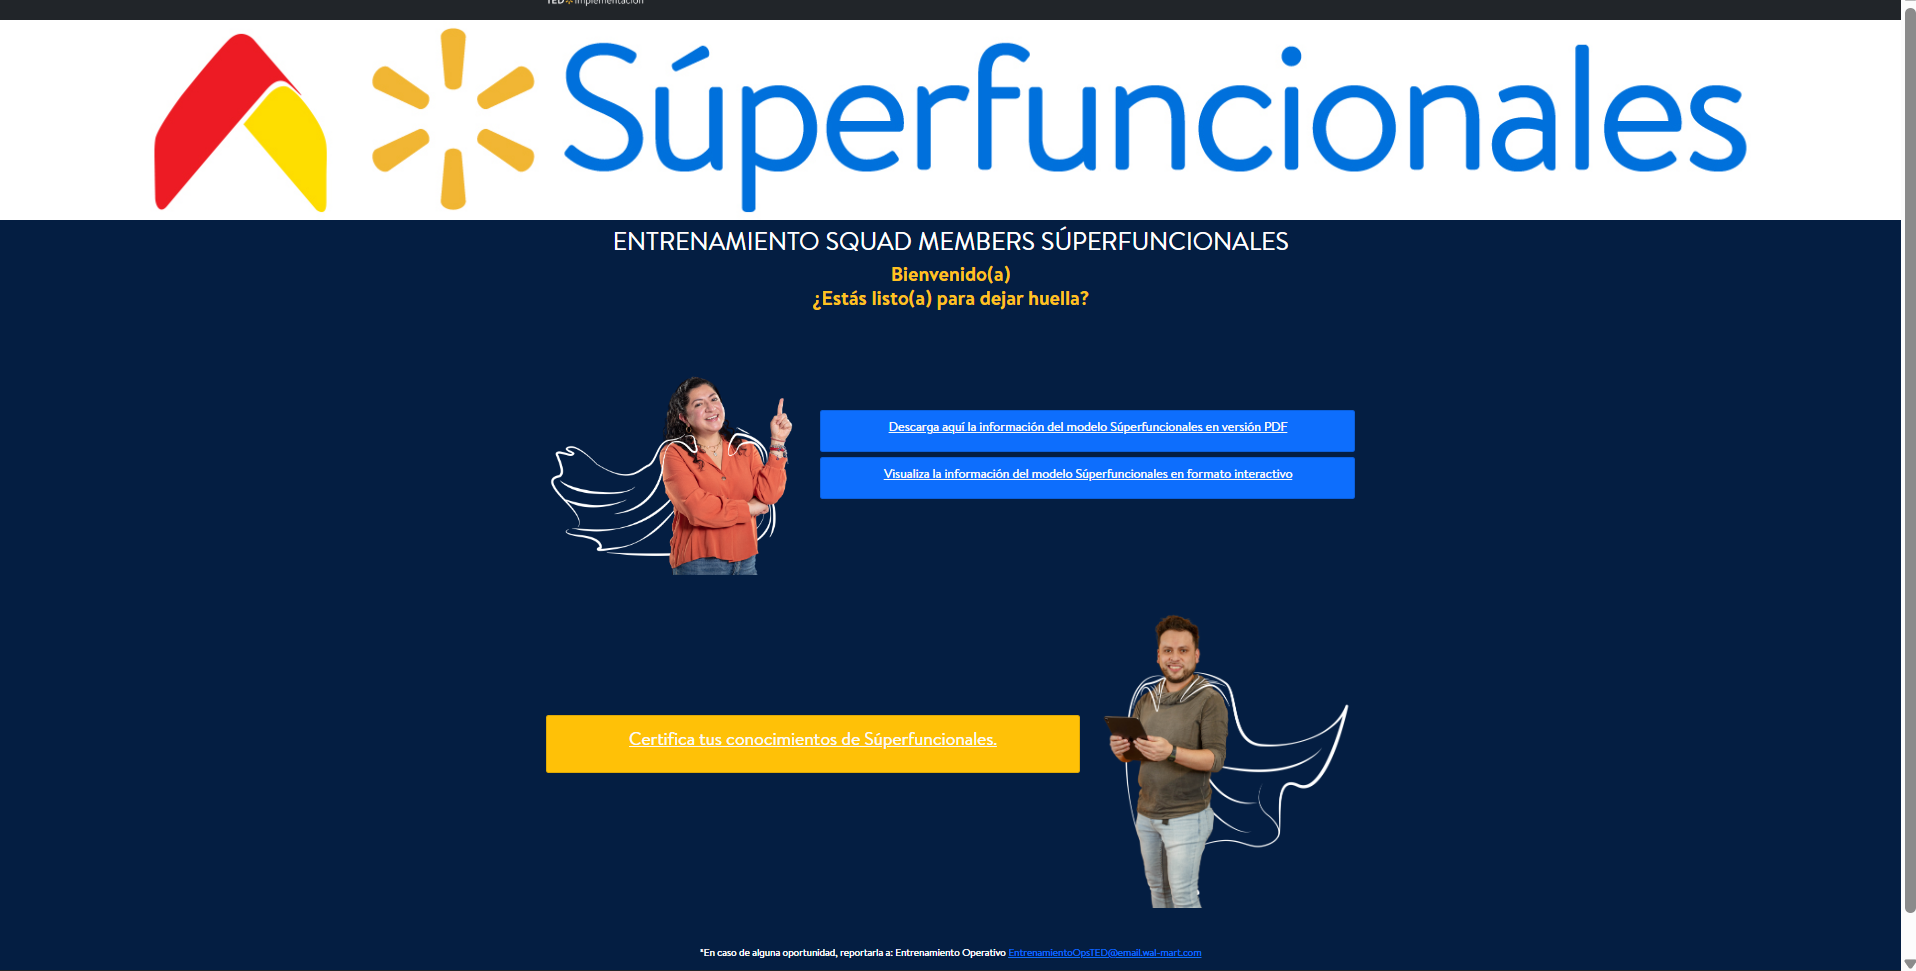 TED Implementación
Súperfuncionales
ENTRENAMIENTO SQUAD MEMBERS SÚPERFUNCIONALES
Bienvenido(a)
¿Estás listo(a) para dejar huella?
Descarga aquí la información del modelo Súperfuncionales en versión PDF
Visualiza la información del modelo Súperfuncionales en formato interactivo
Certifica tus conocimientos de Súperfuncionales.
*En caso de alguna oportunidad, reportarla a: Entrenamiento Operativo EntrenamientoOpsTED@email.wal-mart.com